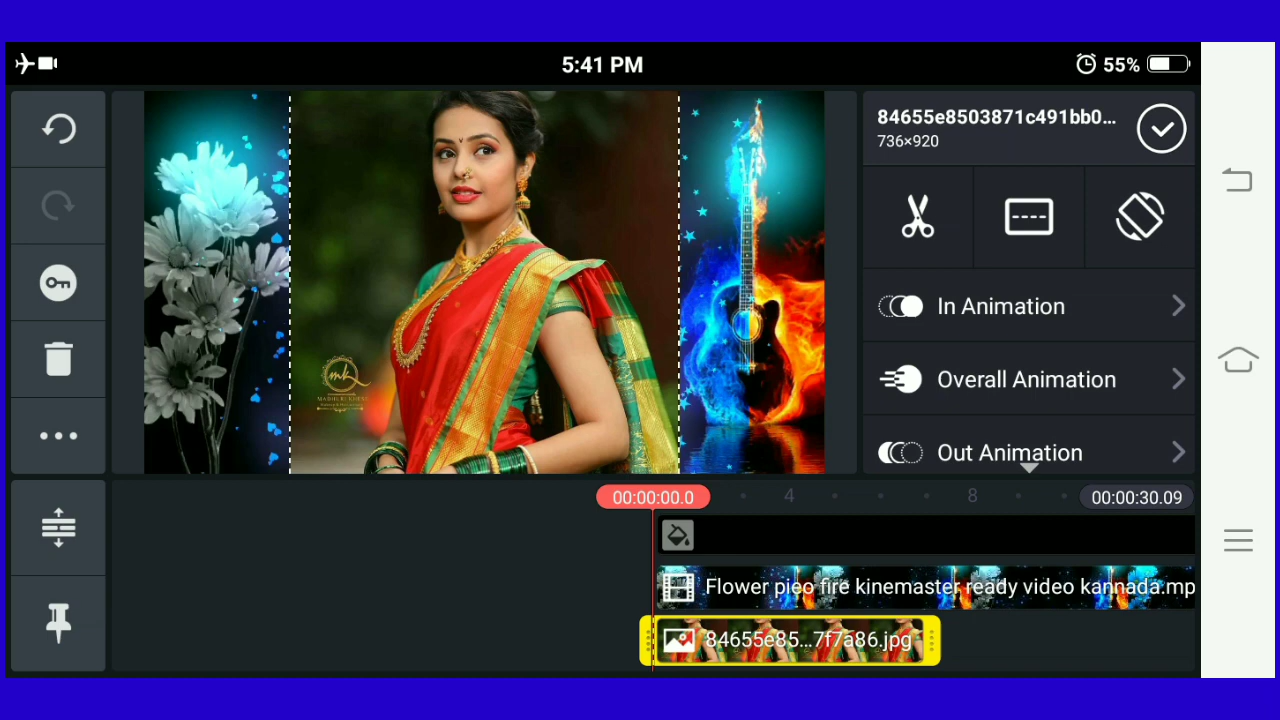 5:41 PM
55%
84655e8503871c491bb0...
736×920
In Animation
Overall Animation
Out Animation
mk
00:00:00.0
4
8
00:00:30.09
Flower pieo fire kinemaster ready video kannada.mp
84655e85...7f7a86.jpg